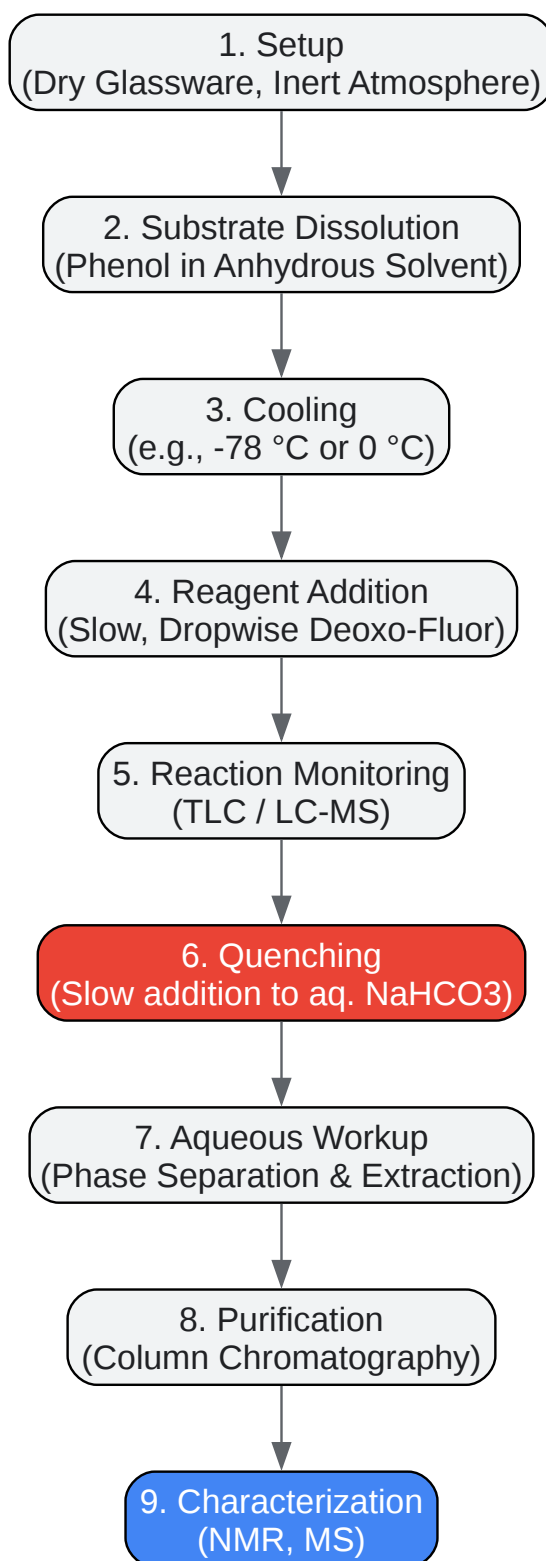 1. Setup
(Dry Glassware, Inert Atmosphere)
2. Substrate Dissolution
(Phenol in Anhydrous Solvent)
3. Cooling
(e.g., -78 °C or 0 °C)
4. Reagent Addition
(Slow, Dropwise Deoxo-Fluor)
5. Reaction Monitoring
(TLC / LC-MS)
6. Quenching
(Slow addition to aq. NaHCO3)
7. Aqueous Workup
(Phase Separation & Extraction)
8. Purification
(Column Chromatography)
9. Characterization
(NMR, MS)